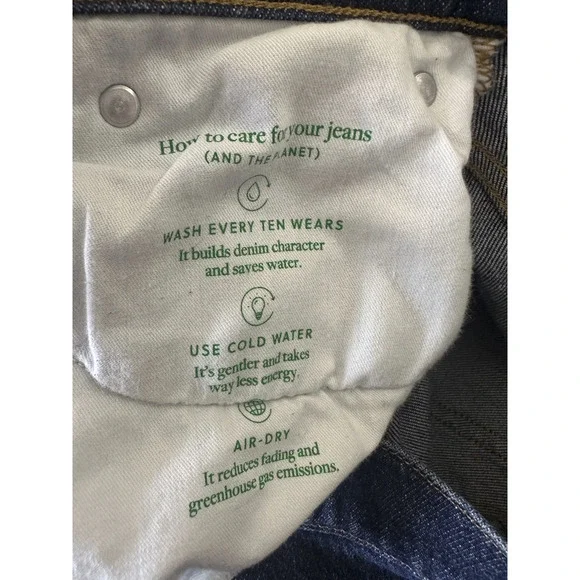 How to care for your jeans
(AND THE PLANET)
WASH EVERY TEN WEARS
It builds denim character
and saves water.
USE COLD WATER
It's gentler and takes
way less energy.
AIR-DRY
It reduces fading and
greenhouse gas emissions.